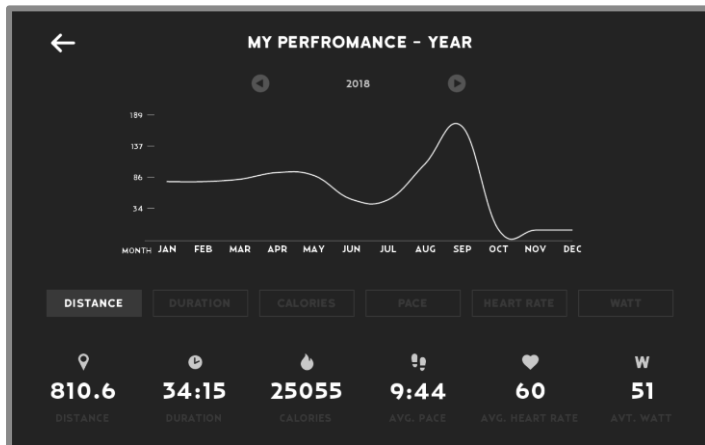 MY PERFROMANCE - YEAR
2018
189
137
86
34
MONTH JAN FEB MAR APR MAY JUN JUL AUG SEP OCT NOV DEC
DISTANCE DURATION CALORIES PACE HEART RATE WATT
W
810.6 34:15 25055 9:44 60 51
DISTANCE DURATION CALORIES AVG. PACE AVG. HEART RATE AVT. WATT